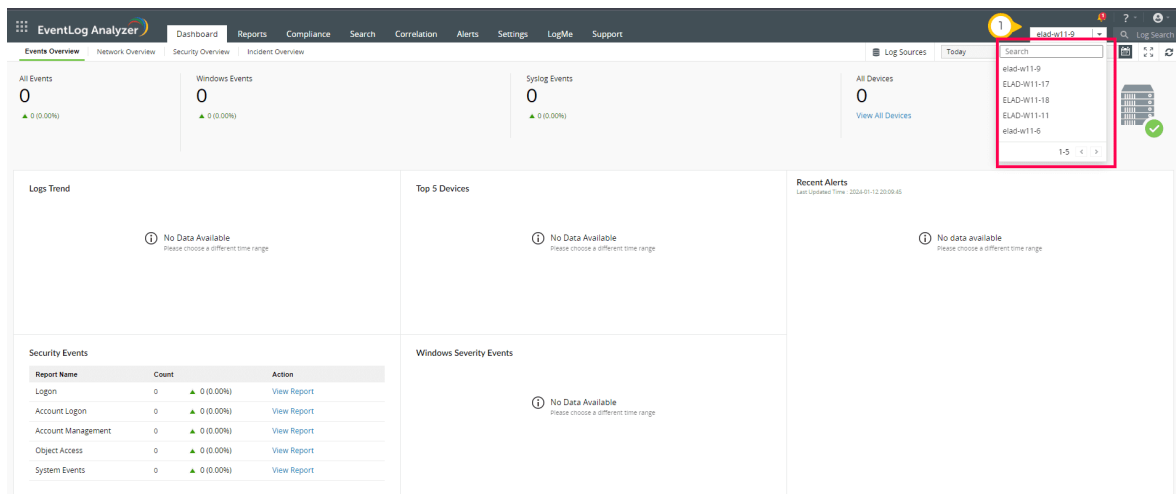 EventLog Analyzer
Dashboard
Reports
Compliance
Search
Correlation
Alerts
Settings
LogMe
Support
1
elad-w11-9
?
Log Search
Events Overview
Network Overview
Security Overview
Incident Overview
Log Sources
Today
Search
elad-w11-9
ELAD-W11-17
ELAD-W11-18
ELAD-W11-11
elad-w11-6
1-5 < >
All Events
0
0 (0.00%)
Windows Events
0
0 (0.00%)
Syslog Events
0
0 (0.00%)
All Devices
0
View All Devices
Logs Trend
No Data Available
Please choose a different time range
Top 5 Devices
No Data Available
Please choose a different time range
Recent Alerts
Last Updated Time : 2024-01-12 20:09:45
No data available
Please choose a different time range
Security Events
Report Name Count Action
Logon 0 0 (0.00%) View Report
Account Logon 0 0 (0.00%) View Report
Account Management 0 0 (0.00%) View Report
Object Access 0 0 (0.00%) View Report
System Events 0 0 (0.00%) View Report
Windows Severity Events
No Data Available
Please choose a different time range